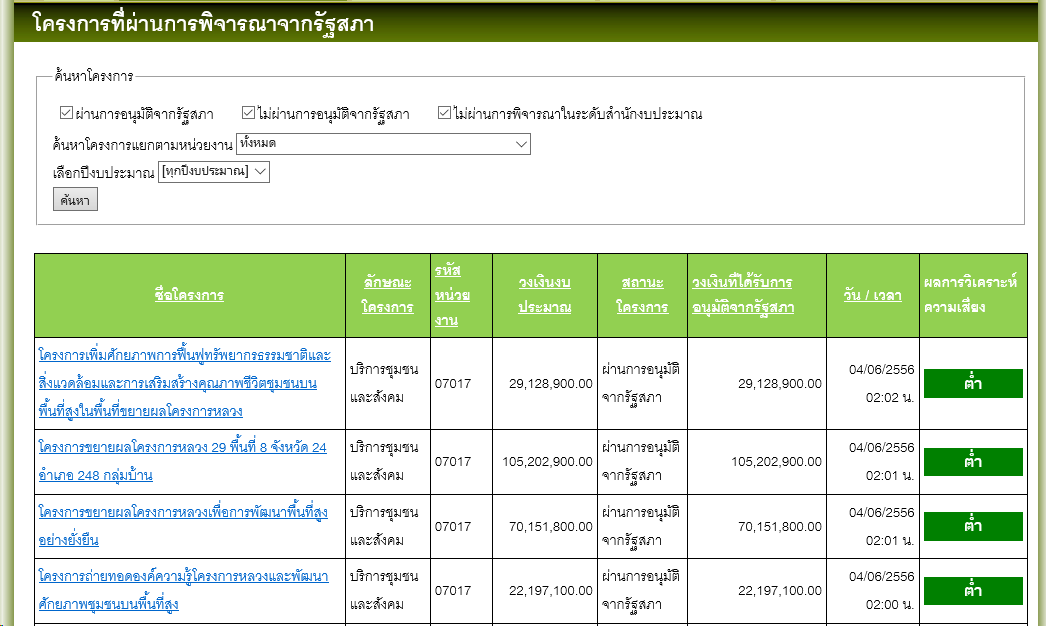 โครงการที่ผ่านการพิจารณาจากรัฐสภา
ค้นหาโครงการ
ผ่านการอนุมัติจากรัฐสภา ไม่ผ่านการอนุมัติจากรัฐสภา ไม่ผ่านการพิจารณาในระดับสำนักงบประมาณ
ค้นหาโครงการแยกตามหน่วยงาน ทั้งหมด
เลือกปีงบประมาณ [ทุกปีงบประมาณ]
ค้นหา
ชื่อโครงการ
ลักษณะ
โครงการ
รหัส
หน่วย
งาน
วงเงินงบ
ประมาณ
สถานะ
โครงการ
วงเงินที่ได้รับการ
อนุมัติจากรัฐสภา
วัน / เวลา
ผลการวิเคราะห์
ความเสี่ยง
โครงการเพิ่มศักยภาพการฟื้นฟูทรัพยากรธรรมชาติและ
สิ่งแวดล้อมและการเสริมสร้างคุณภาพชีวิตชุมชนบน
พื้นที่สูงในพื้นที่ขยายผลโครงการหลวง
บริการชุมชน
และสังคม
07017
29,128,900.00
ผ่านการอนุมัติ
จากรัฐสภา
29,128,900.00
04/06/2556
02:02 น.
ต่ำ
โครงการขยายผลโครงการหลวง 29 พื้นที่ 8 จังหวัด 24
อำเภอ 248 กลุ่มบ้าน
บริการชุมชน
และสังคม
07017
105,202,900.00
ผ่านการอนุมัติ
จากรัฐสภา
105,202,900.00
04/06/2556
02:01 น.
ต่ำ
โครงการขยายผลโครงการหลวงเพื่อการพัฒนาพื้นที่สูง
อย่างยั่งยืน
บริการชุมชน
และสังคม
07017
70,151,800.00
ผ่านการอนุมัติ
จากรัฐสภา
70,151,800.00
04/06/2556
02:01 น.
ต่ำ
โครงการถ่ายทอดองค์ความรู้โครงการหลวงและพัฒนา
ศักยภาพชุมชนบนพื้นที่สูง
บริการชุมชน
และสังคม
07017
22,197,100.00
ผ่านการอนุมัติ
จากรัฐสภา
22,197,100.00
04/06/2556
02:00 น.
ต่ำ